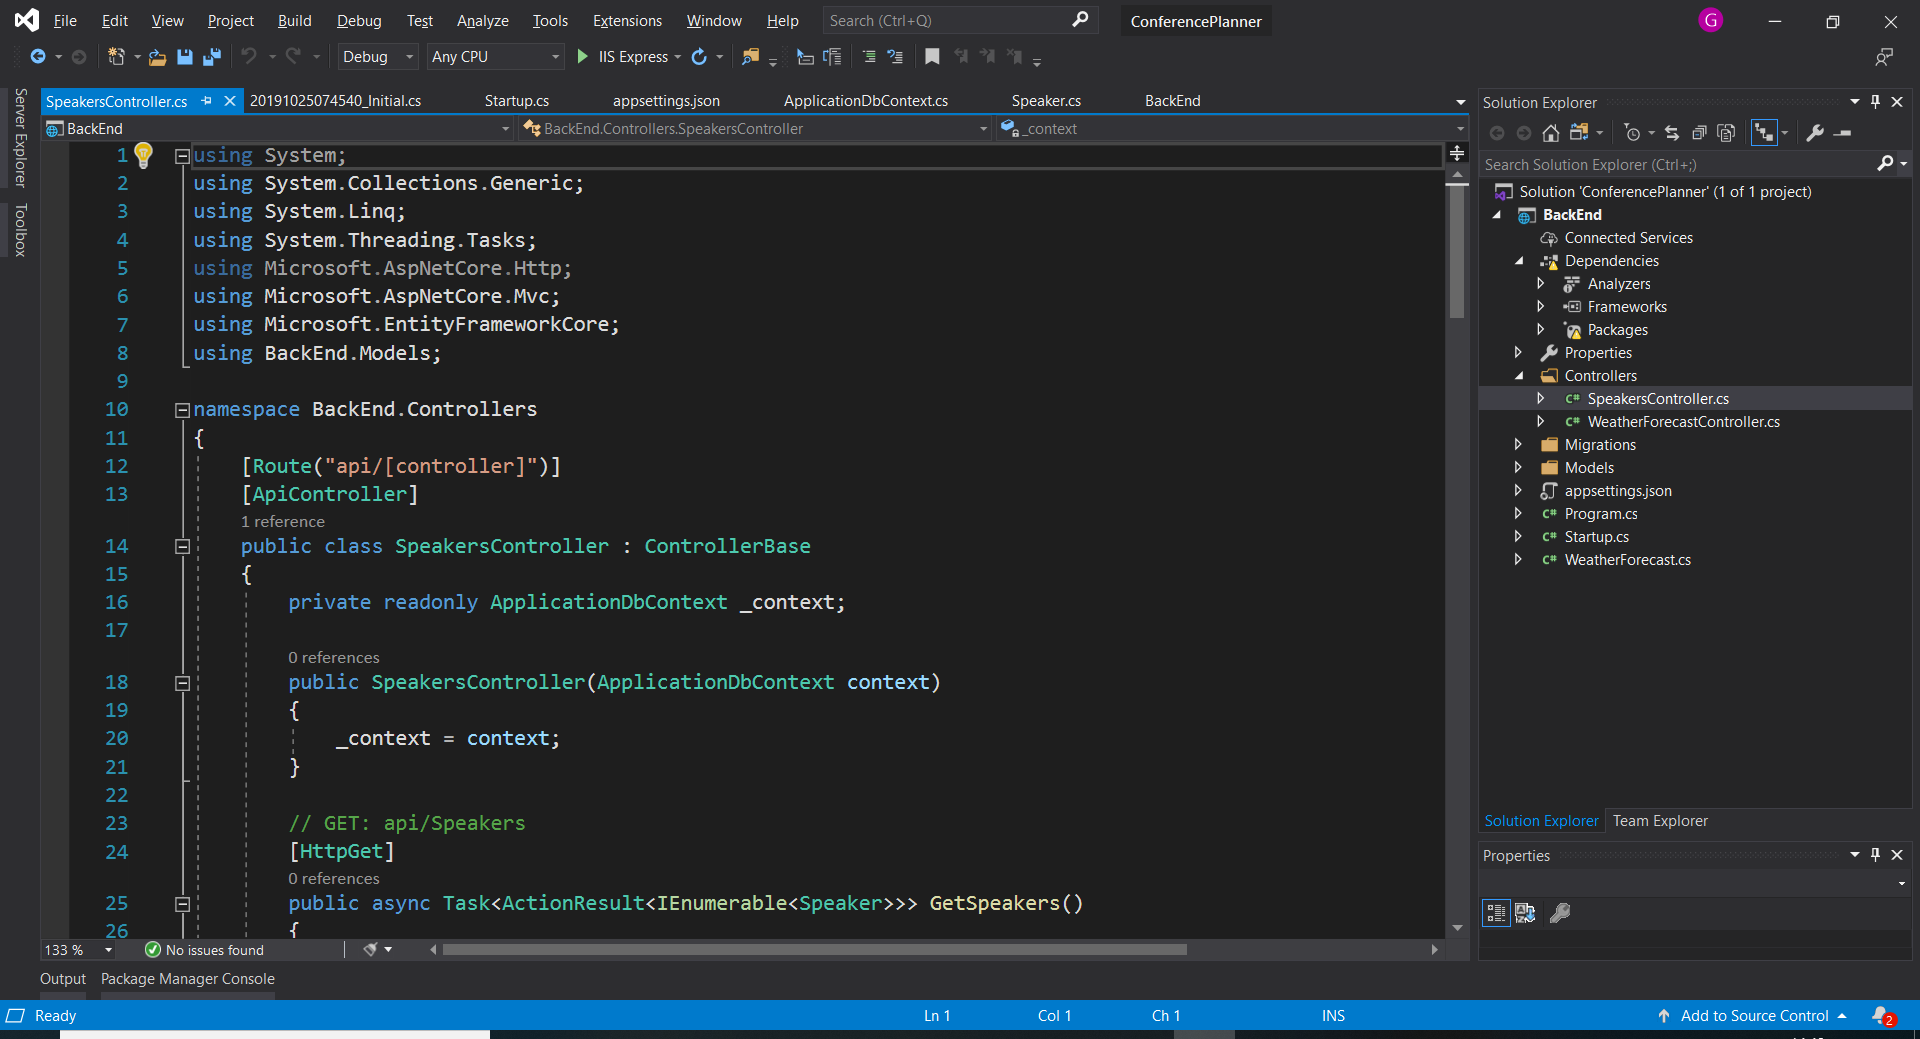 File Edit View Project Build Debug Test Analyze Tools Extensions Window Help Search (Ctrl+Q) ConferencePlanner G
Debug Any CPU IIS Express
Server Explorer
Toolbox
SpeakersController.cs 20191025074540_Initial.cs Startup.cs appsettings.json ApplicationDbContext.cs Speaker.cs BackEnd
BackEnd BackEnd.Controllers.SpeakersController _context
1 using System;
2 using System.Collections.Generic;
3 using System.Linq;
4 using System.Threading.Tasks;
5 using Microsoft.AspNetCore.Http;
6 using Microsoft.AspNetCore.Mvc;
7 using Microsoft.EntityFrameworkCore;
8 using BackEnd.Models;
9
10 namespace BackEnd.Controllers
11 {
12 [Route("api/[controller]")]
13 [ApiController]
1 reference
14 public class SpeakersController : ControllerBase
15 {
16 private readonly ApplicationDbContext _context;
17
0 references
18 public SpeakersController(ApplicationDbContext context)
19 {
20 _context = context;
21 }
22
23 // GET: api/Speakers
24 [HttpGet]
0 references
25 public async Task<ActionResult<IEnumerable<Speaker>>> GetSpeakers()
26 {
133 % No issues found
Solution Explorer
Search Solution Explorer (Ctrl+;)
Solution 'ConferencePlanner' (1 of 1 project)
BackEnd
Connected Services
Dependencies
Analyzers
Frameworks
Packages
Properties
Controllers
C# SpeakersController.cs
C# WeatherForecastController.cs
Migrations
Models
appsettings.json
C# Program.cs
C# Startup.cs
C# WeatherForecast.cs
Solution Explorer Team Explorer
Properties
Output Package Manager Console
Ready Ln 1 Col 1 Ch 1 INS Add to Source Control 2